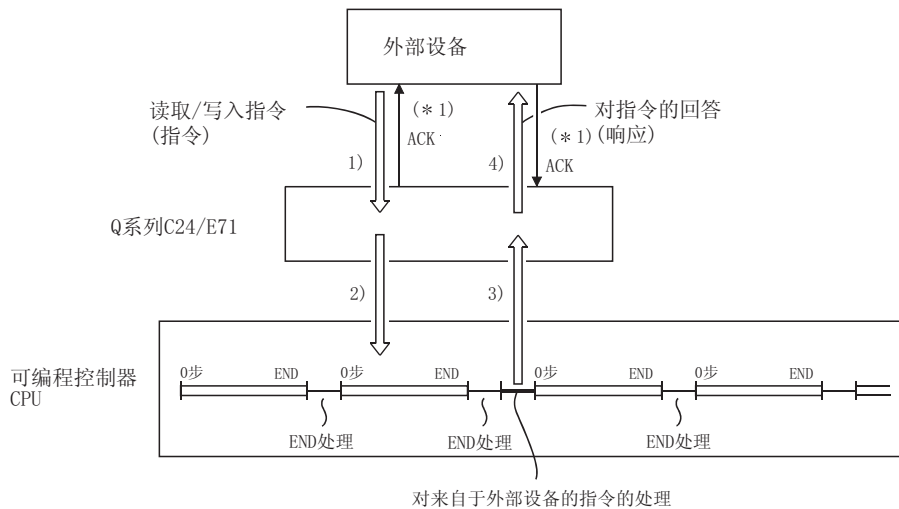 外部设备
读取/写入指令
(指令)
(＊1)
ACK
对指令的回答
(＊1)(响应)
ACK
1)
4)
Q系列C24/E71
2)
3)
可编程控制器
CPU
0步
END
0步
END
0步
END
0步
END
END处理
END处理
END处理
对来自于外部设备的指令的处理